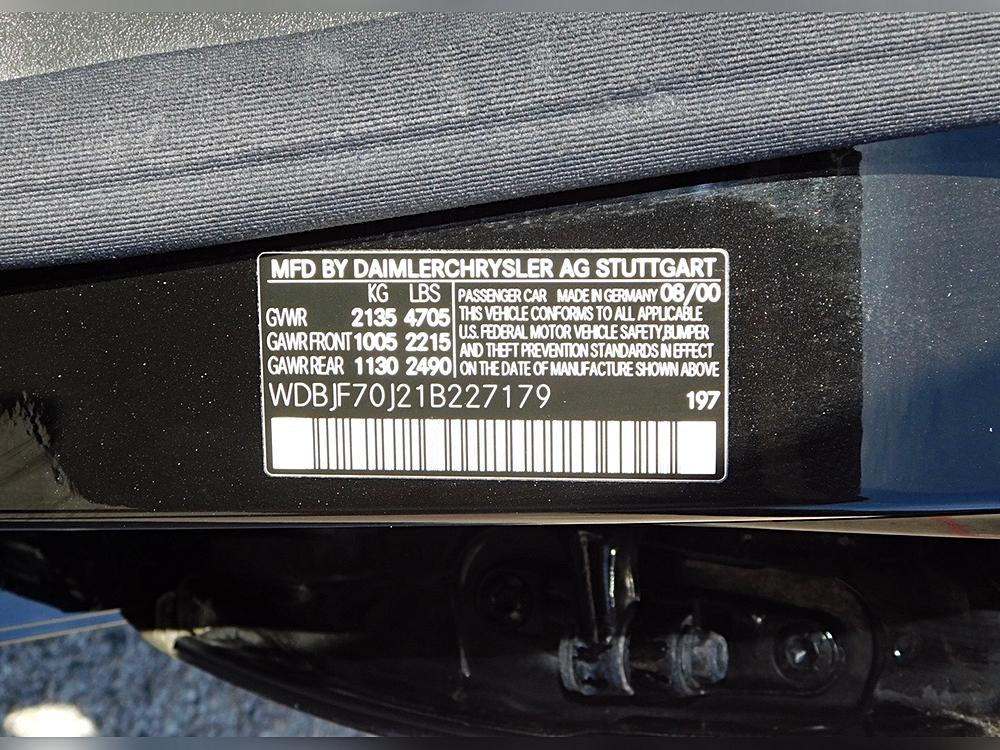 MFD BY DAIMLERCHRYSLER AG STUTTGART
KG LBS
GVWR 2135 4705
GAWR FRONT 1005 2215
GAWR REAR 1130 2490
PASSENGER CAR MADE IN GERMANY 08/00
THIS VEHICLE CONFORMS TO ALL APPLICABLE
U.S. FEDERAL MOTOR VEHICLE SAFETY,BUMPER
AND THEFT PREVENTION STANDARDS IN EFFECT
ON THE DATE OF MANUFACTURE SHOWN ABOVE
WDBJF70J21B227179 197